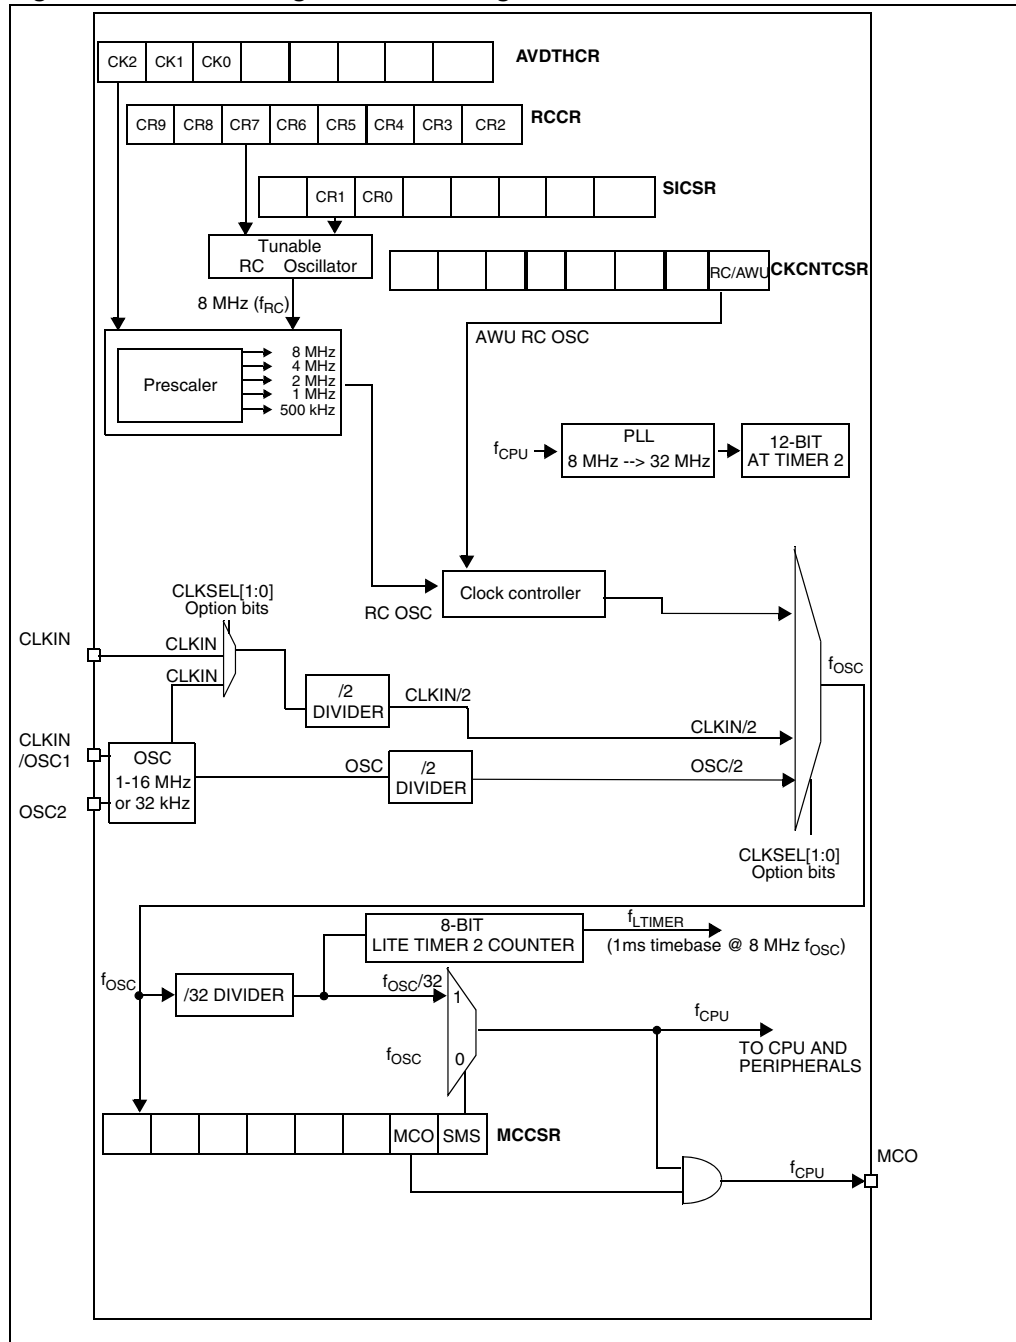 CK2 CK1 CK0 AVDTHCR
CR9 CR8 CR7 CR6 CR5 CR4 CR3 CR2 RCCR
CR1 CR0 SICSR
Tunable
RC Oscillator
RC/AWU CKCNTCSR
8 MHz (fRC)
AWU RC OSC
Prescaler
8 MHz
4 MHz
2 MHz
1 MHz
500 kHz
fCPU
PLL
8 MHz --> 32 MHz
12-BIT
AT TIMER 2
Clock controller
RC OSC
CLKSEL[1:0]
Option bits
CLKIN
CLKIN
CLKIN
fOSC
/2
DIVIDER
CLKIN/2
CLKIN/2
CLKIN
/OSC1
OSC2
OSC
1-16 MHz
or 32 kHz
OSC
/2
DIVIDER
OSC/2
CLKSEL[1:0]
Option bits
8-BIT
LITE TIMER 2 COUNTER
fLTIMER
(1ms timebase @ 8 MHz fOSC)
fOSC
/32 DIVIDER
fOSC/32
1
fCPU
TO CPU AND
PERIPHERALS
fOSC
0
MCO SMS MCCSR
fCPU
MCO